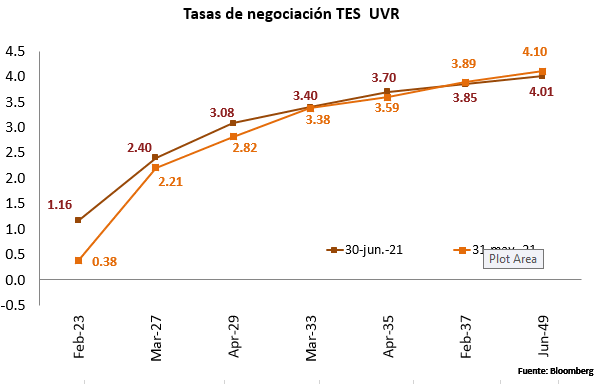 Tasas de negociación TES UVR
4.5
4.0
3.5
3.0
2.5
2.0
1.5
1.0
0.5
0.0
-0.5
1.16
2.40
3.08
3.40
3.70
3.85
4.01
0.38
2.21
2.82
3.38
3.59
3.89
4.10
30-jun.-21
31-may.-21
Plot Area
Feb-23
Mar-27
Apr-29
Mar-33
Apr-35
Feb-37
Jun-49
Fuente: Bloomberg